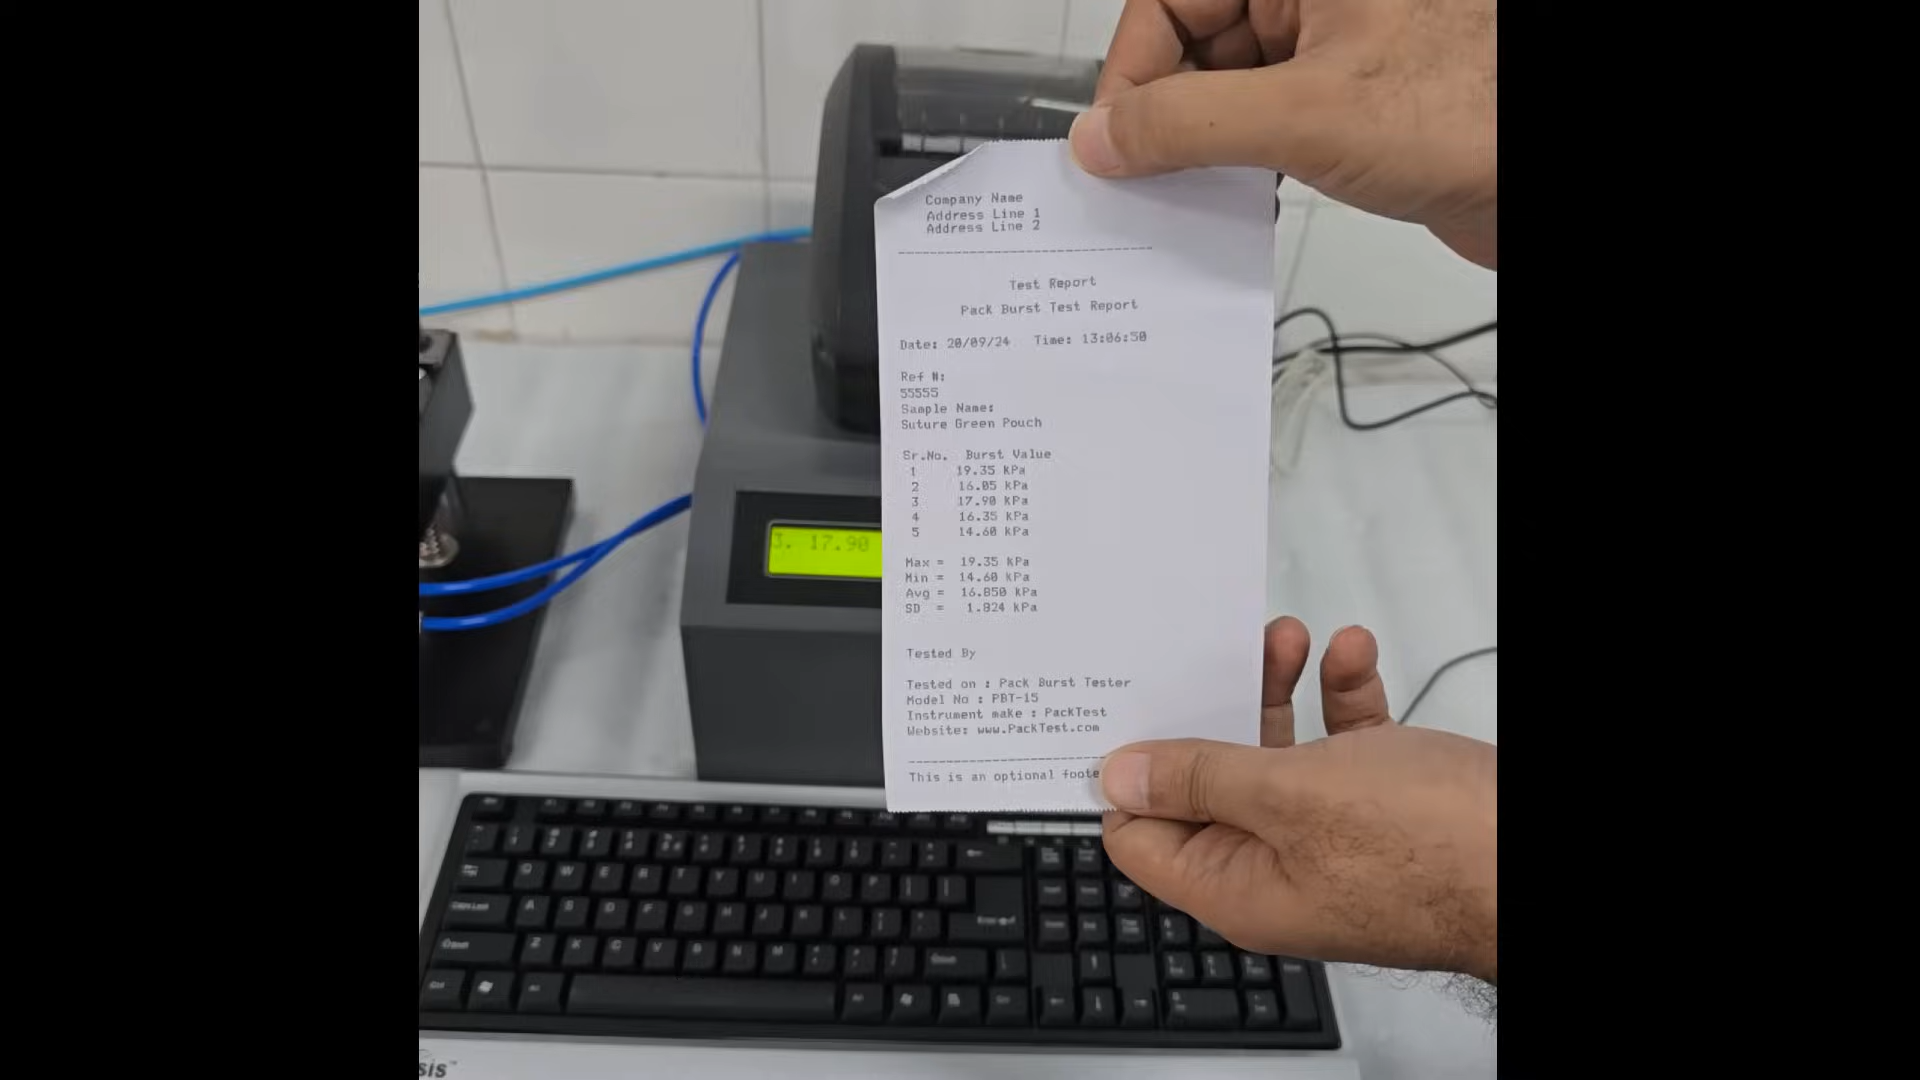 Company Name
Address Line 1
Address Line 2
Test Report
Pack Burst Test Report
Date: 20/09/24 Time: 13:06:50
Ref #:
55555
Sample Name:
Suture Green Pouch
Sr.No. Burst Value
1 19.35 kPa
2 16.05 kPa
3 17.90 kPa
4 16.35 kPa
5 14.60 kPa
Max = 19.35 kPa
Min = 14.60 kPa
Avg = 16.850 kPa
SD = 1.824 kPa
Tested By
Tested on : Pack Burst Tester
Model No : PBT-15
Instrument make : PackTest
Website: www.PackTest.com
This is an optional foote
3. 17.90
Q W E R T Y U I O P
A S D F G H J K L
Z X C V B N M
sis™